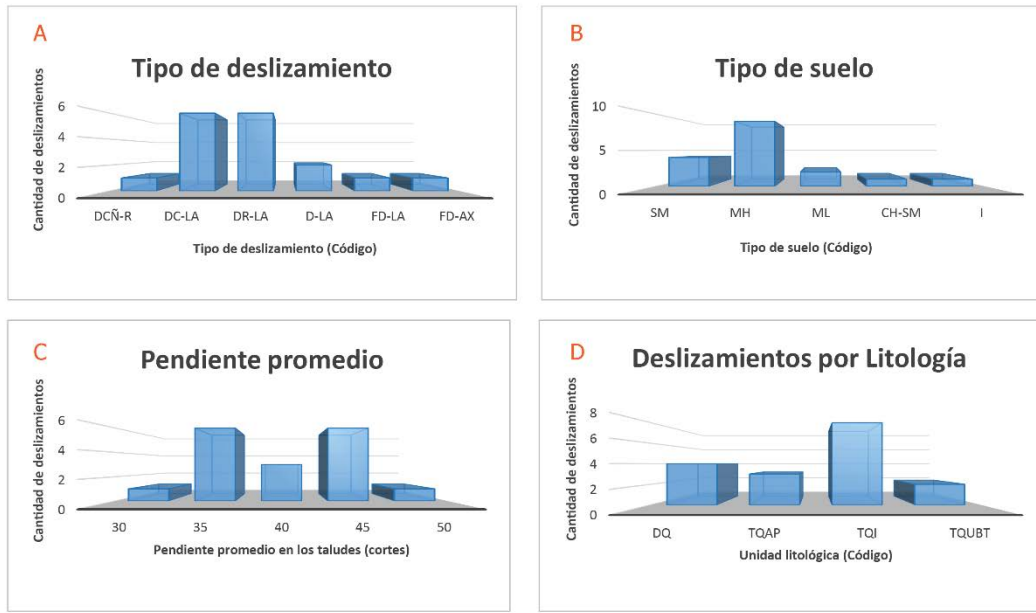 A
Tipo de deslizamiento
Cantidad de deslizamientos
6
4
2
0
DCÑ-R DC-LA DR-LA D-LA FD-LA FD-AX
Tipo de deslizamiento (Código)
B
Tipo de suelo
Cantidad de deslizamientos
10
5
0
SM MH ML CH-SM I
Tipo de suelo (Código)
C
Pendiente promedio
Cantidad de deslizamientos
6
4
2
0
30 35 40 45 50
Pendiente promedio en los taludes (cortes)
D
Deslizamientos por Litología
Cantidad de deslizamientos
8
6
4
2
0
DQ TQAP TQI TQUBT
Unidad litológica (Código)